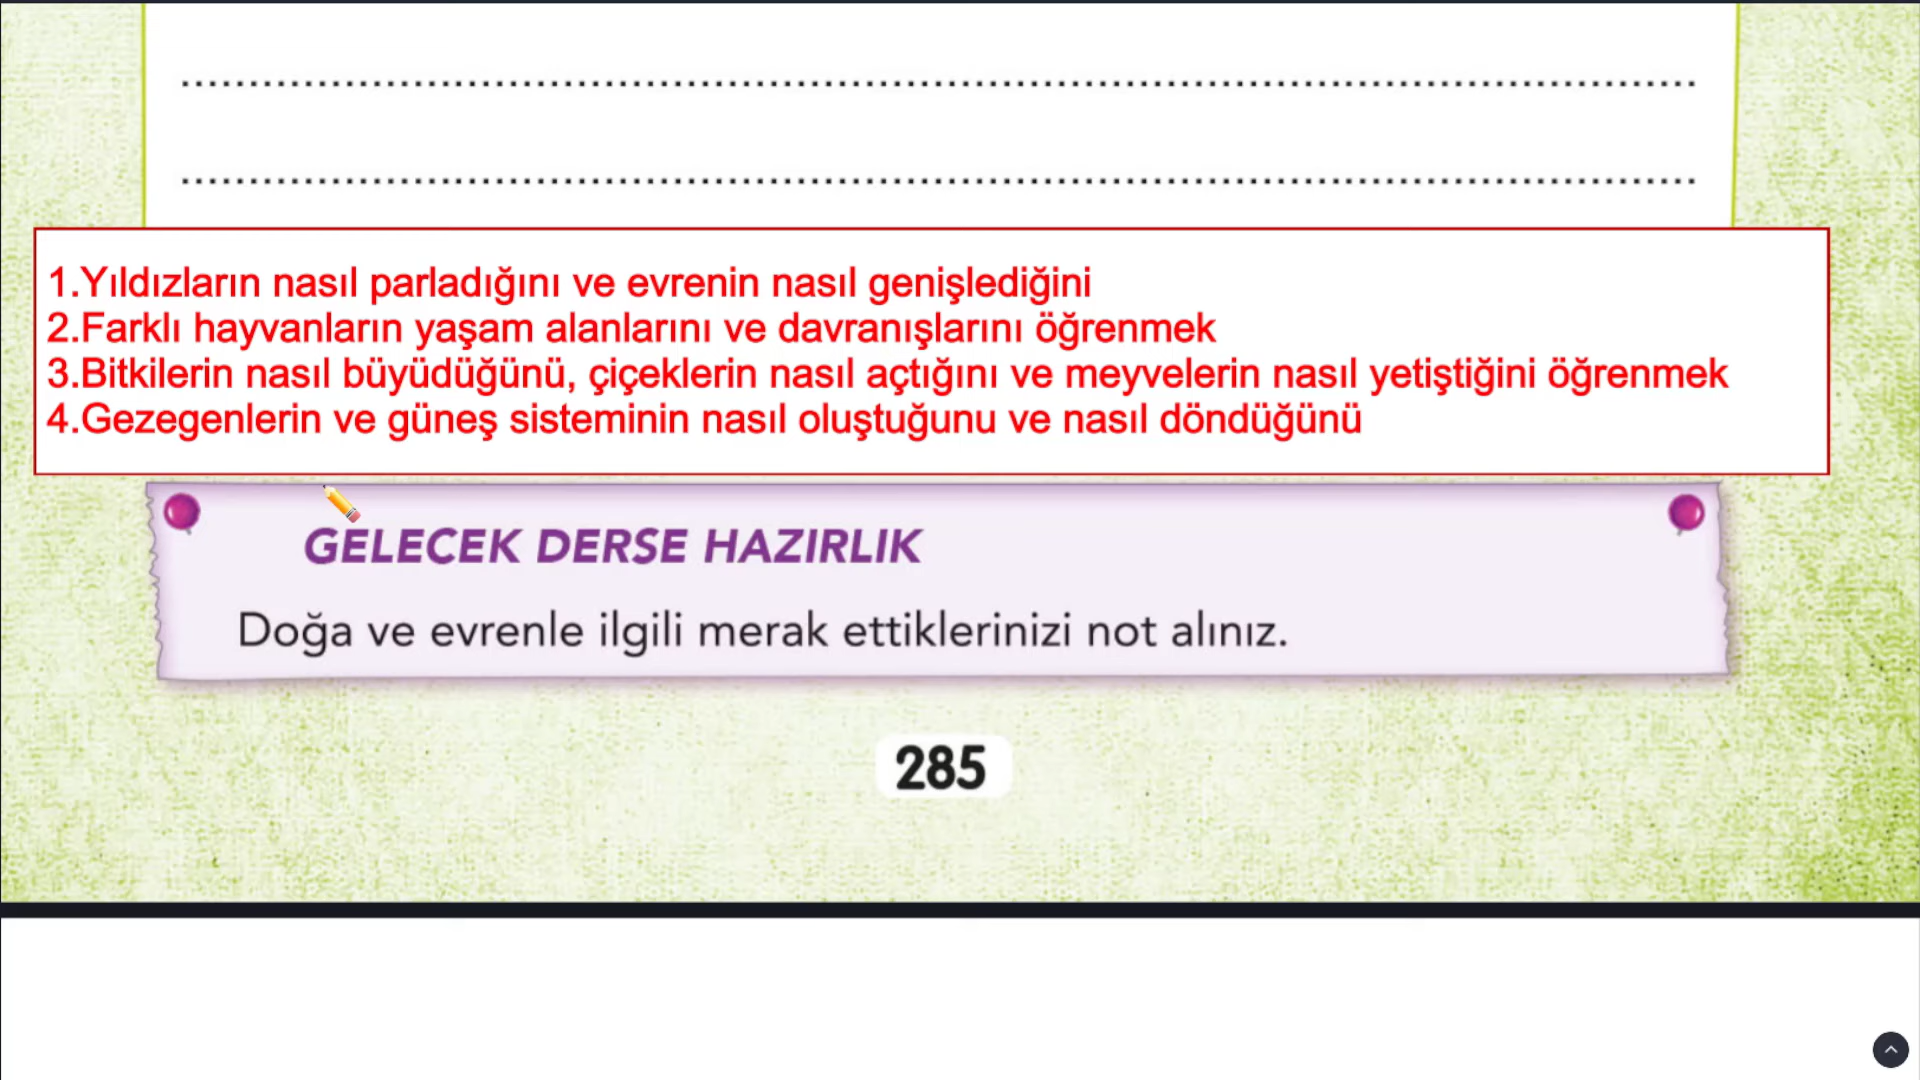 1.Yıldızların nasıl parladığını ve evrenin nasıl genişlediğini
2.Farklı hayvanların yaşam alanlarını ve davranışlarını öğrenmek
3.Bitkilerin nasıl büyüdüğünü, çiçeklerin nasıl açtığını ve meyvelerin nasıl yetiştiğini öğrenmek
4.Gezegenlerin ve güneş sisteminin nasıl oluştuğunu ve nasıl döndüğünü
GELECEK DERSE HAZIRLIK
Doğa ve evrenle ilgili merak ettiklerinizi not alınız.
285